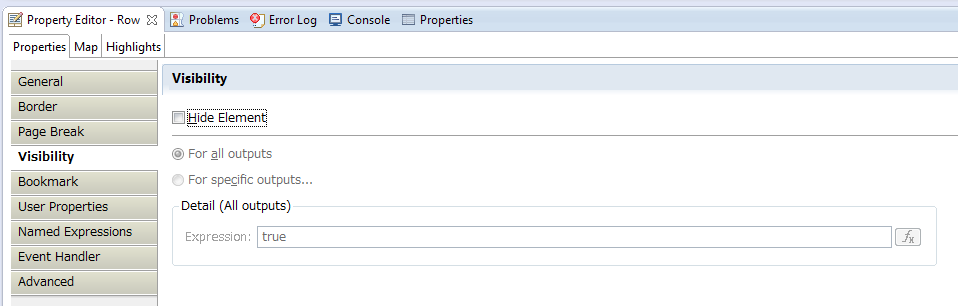 Property Editor - Row Problems Error Log Console Properties
Properties Map Highlights
Visibility
General
Border
Page Break
Visibility
Bookmark
User Properties
Named Expressions
Event Handler
Advanced
Hide Element
For all outputs
For specific outputs...
Detail (All outputs)
Expression: true fx